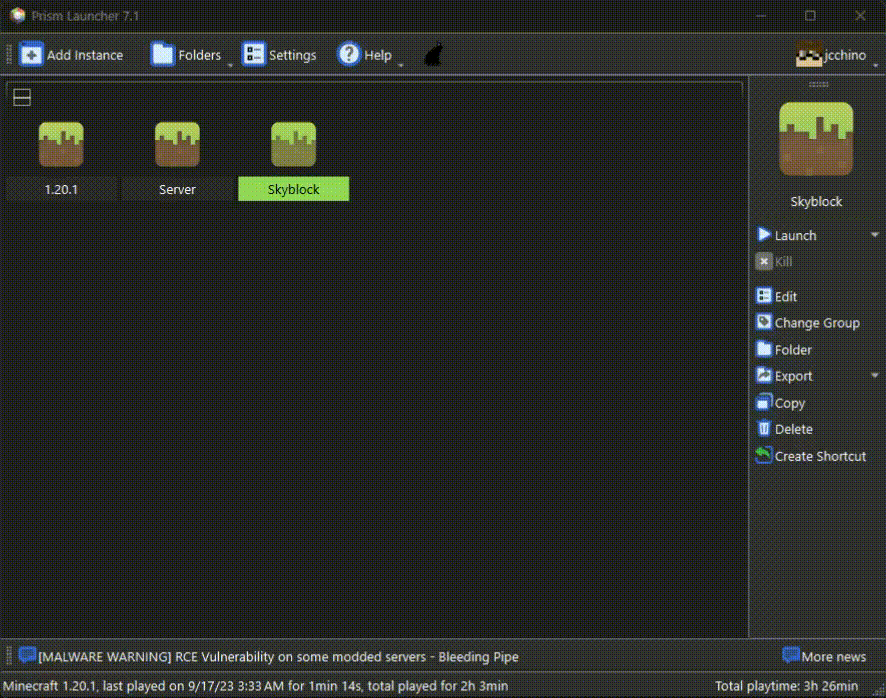 Prism Launcher 7.1
Add Instance
Folders
Settings
Help
jcchino
1.20.1
Server
Skyblock
Skyblock
Launch
Kill
Edit
Change Group
Folder
Export
Copy
Delete
Create Shortcut
[MALWARE WARNING] RCE Vulnerability on some modded servers - Bleeding Pipe
More news
Minecraft 1.20.1, last played on 9/17/23 3:33 AM for 1min 14s, total played for 2h 3min
Total playtime: 3h 26min